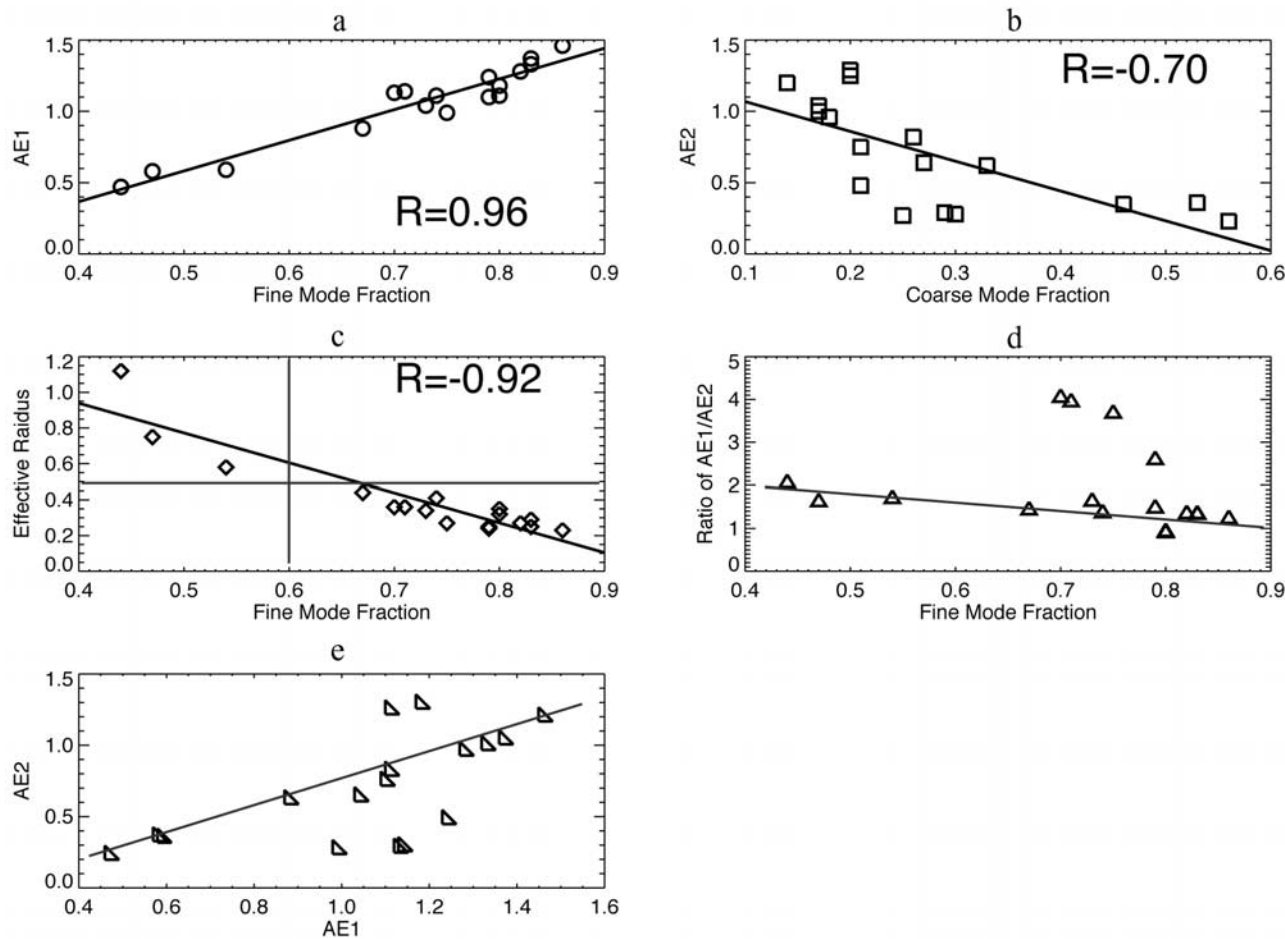 a
1.5
1.0
0.5
0.0
AE1
R=0.96
0.4 0.5 0.6 0.7 0.8 0.9
Fine Mode Fraction
b
1.5
1.0
0.5
0.0
AE2
R=-0.70
0.1 0.2 0.3 0.4 0.5 0.6
Coarse Mode Fraction
c
1.2
1.0
0.8
0.6
0.4
0.2
0.0
Effective Raidus
R=-0.92
0.4 0.5 0.6 0.7 0.8 0.9
Fine Mode Fraction
d
5
4
3
2
1
0
Ratio of AE1/AE2
0.4 0.5 0.6 0.7 0.8 0.9
Fine Mode Fraction
e
1.5
1.0
0.5
0.0
AE2
0.4 0.6 0.8 1.0 1.2 1.4 1.6
AE1